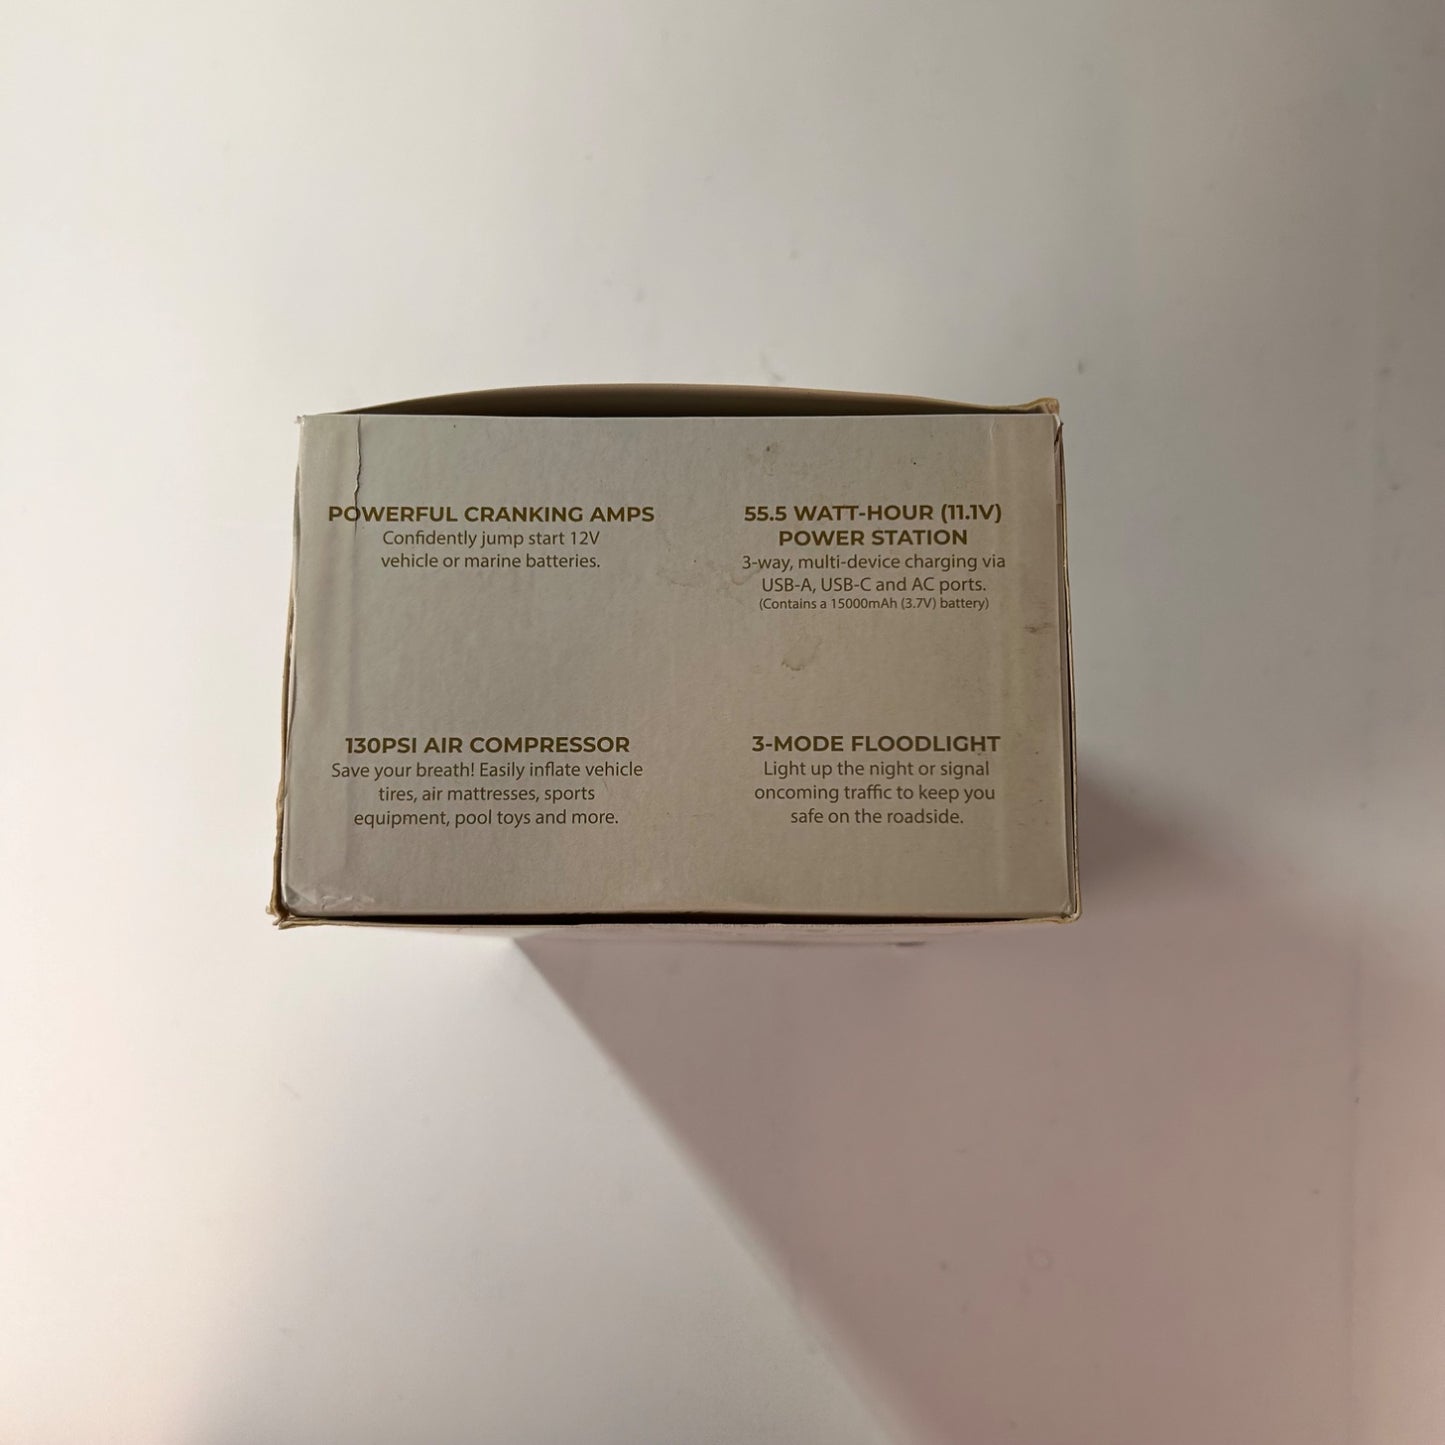 POWERFUL CRANKING AMPS
Confidently jump start 12V
vehicle or marine batteries.
55.5 WATT-HOUR (11.1V)
POWER STATION
3-way, multi-device charging via
USB-A, USB-C and AC ports.
(Contains a 15000mAh (3.7V) battery)
130PSI AIR COMPRESSOR
Save your breath! Easily inflate vehicle
tires, air mattresses, sports
equipment, pool toys and more.
3-MODE FLOODLIGHT
Light up the night or signal
oncoming traffic to keep you
safe on the roadside.